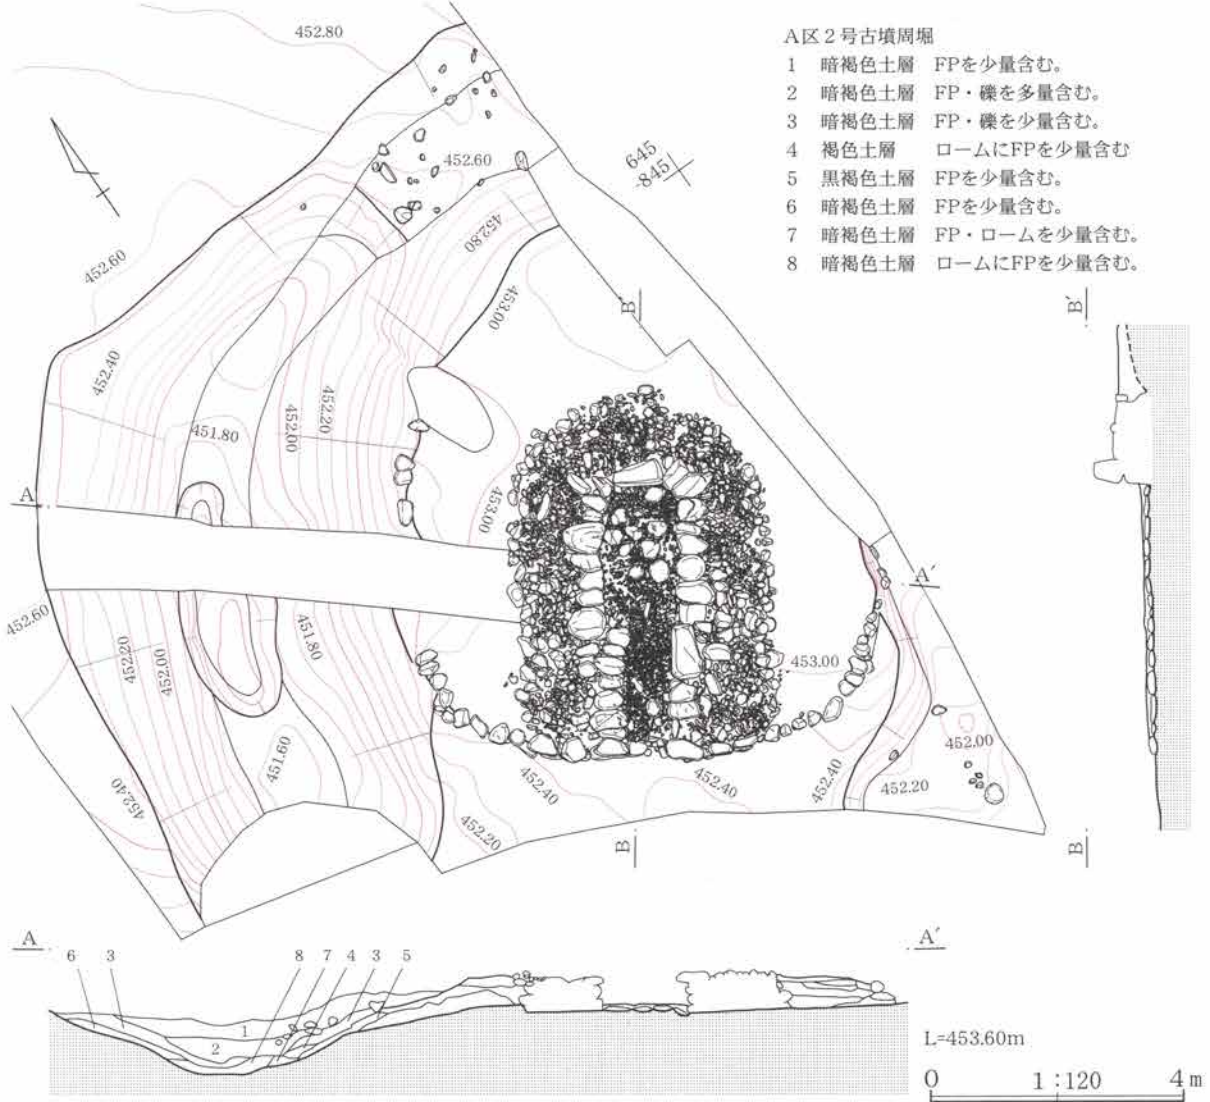 A区2号古墳周堀
1 暗褐色土層 FPを少量含む。
2 暗褐色土層 FP・礫を多量含む。
3 暗褐色土層 FP・礫を少量含む。
4 褐色土層 ロームにFPを少量含む
5 黒褐色土層 FPを少量含む。
6 暗褐色土層 FPを少量含む。
7 暗褐色土層 FP・ロームを少量含む。
8 暗褐色土層 ロームにFPを少量含む。
452.80
452.60
645
-845
452.80
452.60
453.00
B
B′
452.40
452.20
452.00
451.80
A
453.00
A′
452.60
452.20
452.00
451.80
453.00
452.00
451.60
452.40
452.40
452.40
452.40
452.20
452.20
B
B
A
A′
6 3 8 7 4 3 5
1
2
L=453.60m
0 1:120 4m